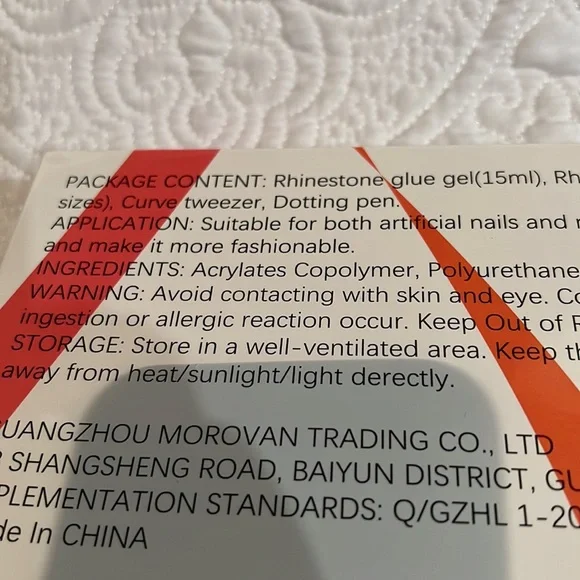 PACKAGE CONTENT: Rhinestone glue gel(15ml), Rh
sizes), Curve tweezer, Dotting pen.
APPLICATION: Suitable for both artificial nails and
and make it more fashionable.
INGREDIENTS: Acrylates Copolymer, Polyurethane
WARNING: Avoid contacting with skin and eye. Co
ingestion or allergic reaction occur. Keep Out of
STORAGE: Store in a well-ventilated area. Keep th
away from heat/sunlight/light derectly.
UANGZHOU MOROVAN TRADING CO., LTD
SHANGSHENG ROAD, BAIYUN DISTRICT, GU
PLEMENTATION STANDARDS: Q/GZHL 1-20
de In CHINA